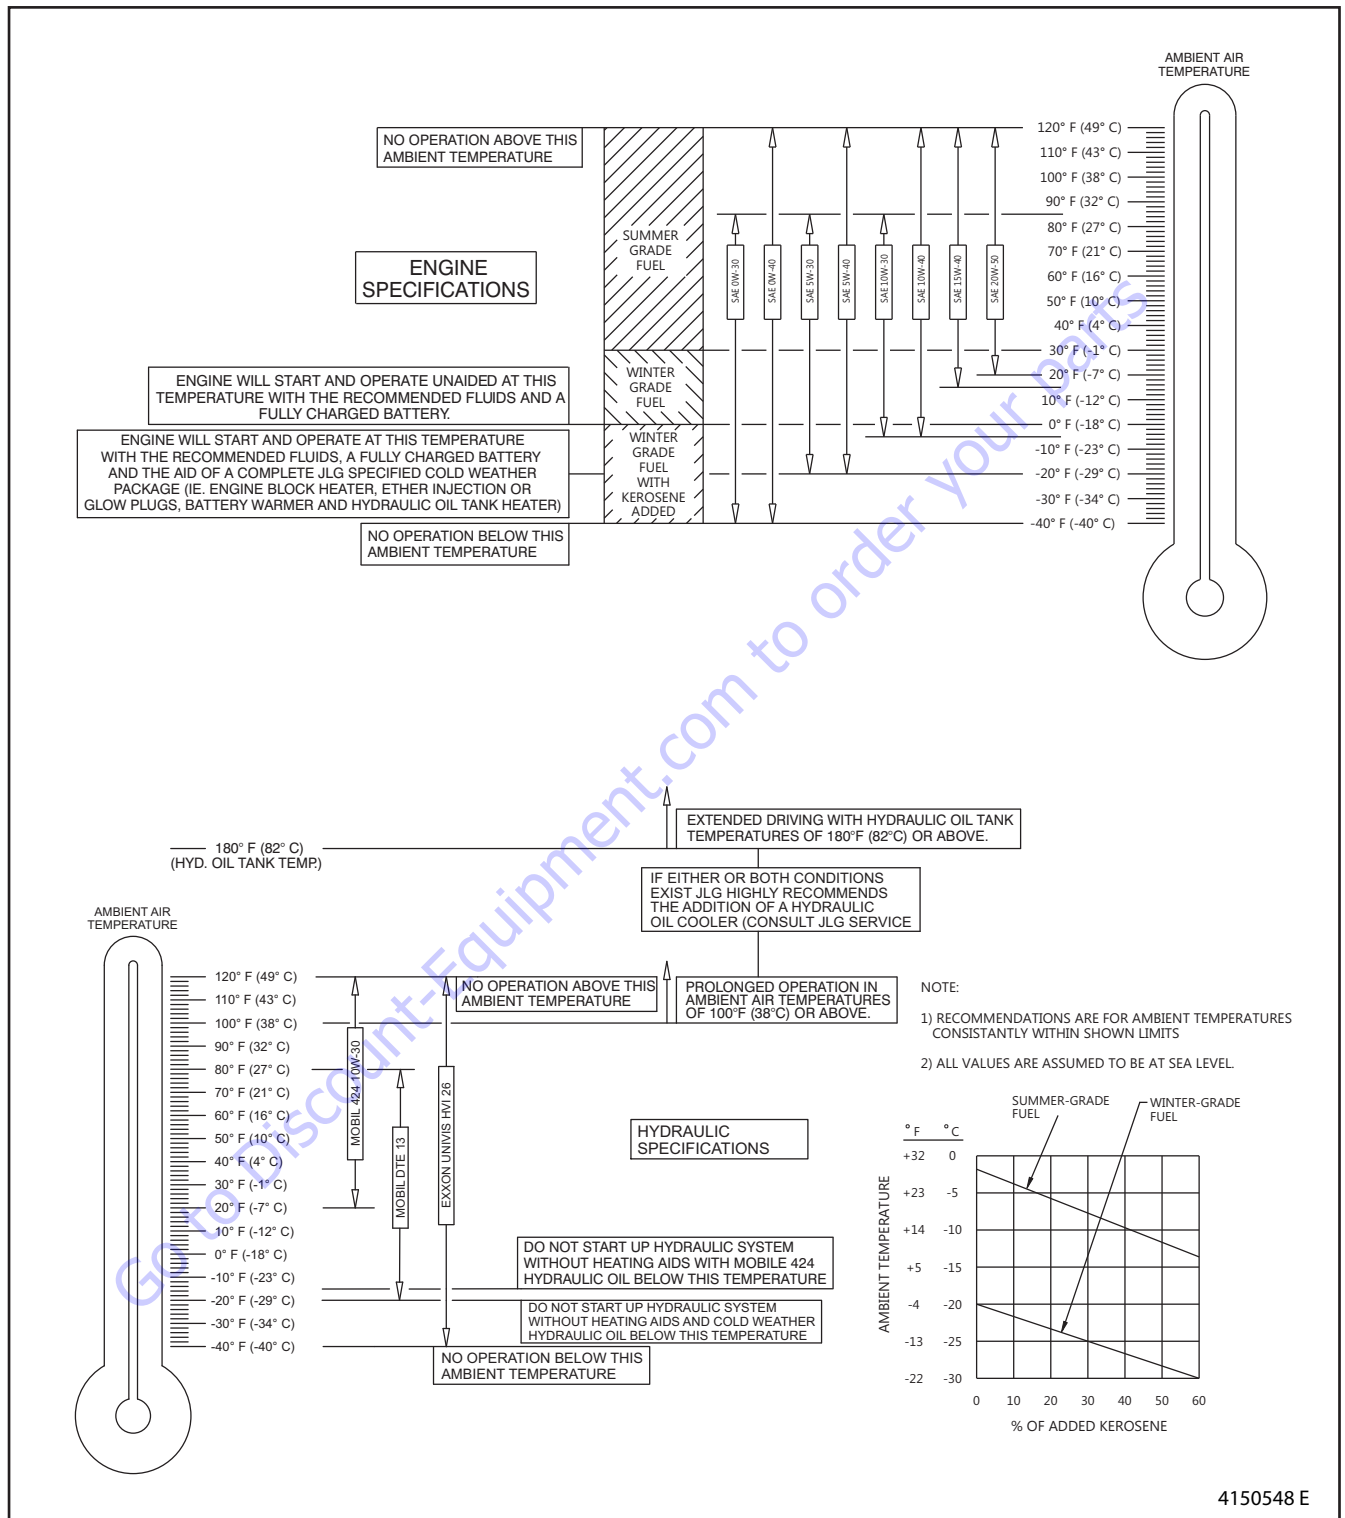 AMBIENT AIR
TEMPERATURE
NO OPERATION ABOVE THIS
AMBIENT TEMPERATURE
120° F (49° C)
110° F (43° C)
100° F (38° C)
90° F (32° C)
80° F (27° C)
70° F (21° C)
60° F (16° C)
50° F (10° C)
40° F (4° C)
30° F (-1° C)
20° F (-7° C)
10° F (-12° C)
0° F (-18° C)
-10° F (-23° C)
-20° F (-29° C)
-30° F (-34° C)
-40° F (-40° C)
SUMMER
GRADE
FUEL
SAE 0W-30
SAE 0W-40
SAE 5W-30
SAE 5W-40
SAE 10W-30
SAE 10W-40
SAE 15W-40
SAE 20W-50
ENGINE
SPECIFICATIONS
WINTER
GRADE
FUEL
ENGINE WILL START AND OPERATE UNAIDED AT THIS
TEMPERATURE WITH THE RECOMMENDED FLUIDS AND A
FULLY CHARGED BATTERY.
ENGINE WILL START AND OPERATE AT THIS TEMPERATURE
WITH THE RECOMMENDED FLUIDS, A FULLY CHARGED BATTERY
AND THE AID OF A COMPLETE JLG SPECIFIED COLD WEATHER
PACKAGE (IE. ENGINE BLOCK HEATER, ETHER INJECTION OR
GLOW PLUGS, BATTERY WARMER AND HYDRAULIC OIL TANK HEATER)
WINTER
GRADE
FUEL
WITH
KEROSENE
ADDED
NO OPERATION BELOW THIS
AMBIENT TEMPERATURE
Go to Discount-Equipment.com to order your parts
EXTENDED DRIVING WITH HYDRAULIC OIL TANK
TEMPERATURES OF 180°F (82°C) OR ABOVE.
180° F (82° C)
(HYD. OIL TANK TEMP.)
IF EITHER OR BOTH CONDITIONS
EXIST JLG HIGHLY RECOMMENDS
THE ADDITION OF A HYDRAULIC
OIL COOLER (CONSULT JLG SERVICE
AMBIENT AIR
TEMPERATURE
120° F (49° C)
110° F (43° C)
100° F (38° C)
90° F (32° C)
80° F (27° C)
70° F (21° C)
60° F (16° C)
50° F (10° C)
40° F (4° C)
30° F (-1° C)
20° F (-7° C)
10° F (-12° C)
0° F (-18° C)
-10° F (-23° C)
-20° F (-29° C)
-30° F (-34° C)
-40° F (-40° C)
MOBIL 424 10W-30
MOBIL DTE 13
EXXON UNIVIS HVI 26
NO OPERATION ABOVE THIS
AMBIENT TEMPERATURE
PROLONGED OPERATION IN
AMBIENT AIR TEMPERATURES
OF 100°F (38°C) OR ABOVE.
NOTE:
1) RECOMMENDATIONS ARE FOR AMBIENT TEMPERATURES
CONSISTANTLY WITHIN SHOWN LIMITS
2) ALL VALUES ARE ASSUMED TO BE AT SEA LEVEL.
HYDRAULIC
SPECIFICATIONS
DO NOT START UP HYDRAULIC SYSTEM
WITHOUT HEATING AIDS WITH MOBILE 424
HYDRAULIC OIL BELOW THIS TEMPERATURE
DO NOT START UP HYDRAULIC SYSTEM
WITHOUT HEATING AIDS AND COLD WEATHER
HYDRAULIC OIL BELOW THIS TEMPERATURE
NO OPERATION BELOW THIS
AMBIENT TEMPERATURE
SUMMER-GRADE
FUEL
WINTER-GRADE
FUEL
°F °C
+32 0
+23 -5
+14 -10
+5 -15
-4 -20
-13 -25
-22 -30
AMBIENT TEMPERATURE
0 10 20 30 40 50 60
% OF ADDED KEROSENE
4150548 E